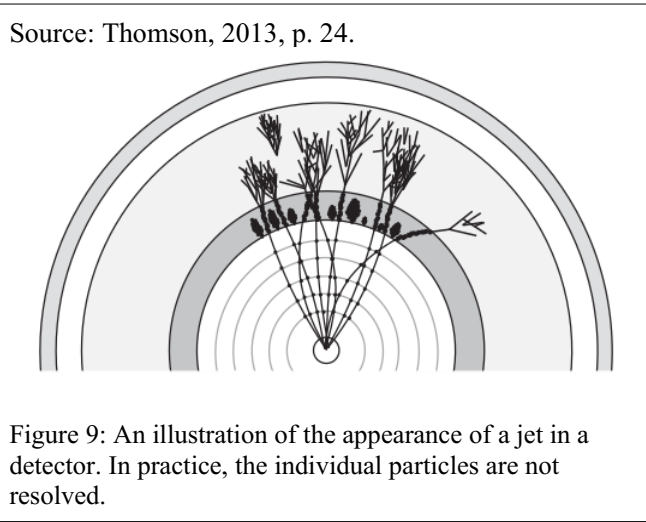 Source: Thomson, 2013, p. 24.
Figure 9: An illustration of the appearance of a jet in a
detector. In practice, the individual particles are not
resolved.